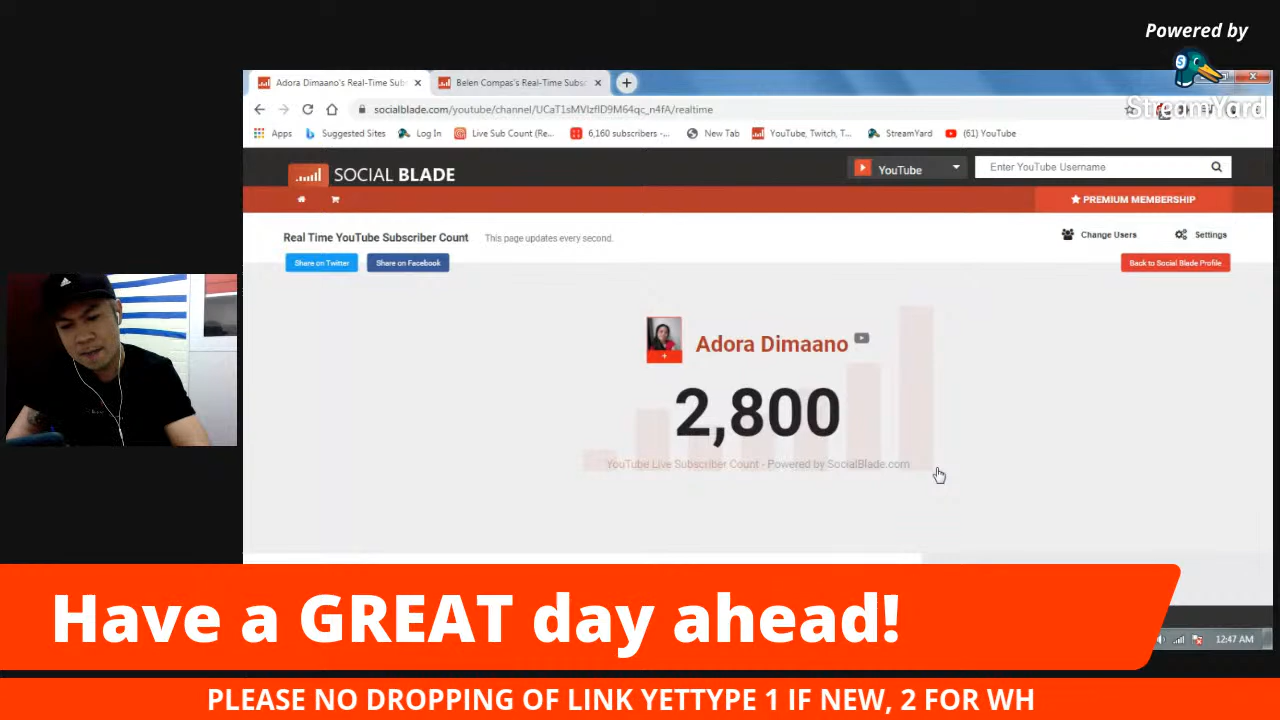 Powered by
StreamYard
Adora Dimaano's Real-Time Subs
Belen Compas's Real-Time Subsc
socialblade.com/youtube/channel/
Apps
Suggested Sites
Log In
Live Sub Count (Re...
6,160 subscribers -...
New Tab
YouTube, Twitch, T...
StreamYard
(61) YouTube
SOCIAL BLADE
YouTube
Enter YouTube Username
PREMIUM MEMBERSHIP
Real Time YouTube Subscriber Count
This page updates every second.
Change Users
Settings
Share on Twitter
Share on Facebook
Back to Social Blade Profile
Adora Dimaano
2,800
YouTube Live Subscriber Count - Powered by SocialBlade.com
Have a GREAT day ahead!
12:47 AM
PLEASE NO DROPPING OF LINK YETTYPE 1 IF NEW, 2 FOR WH